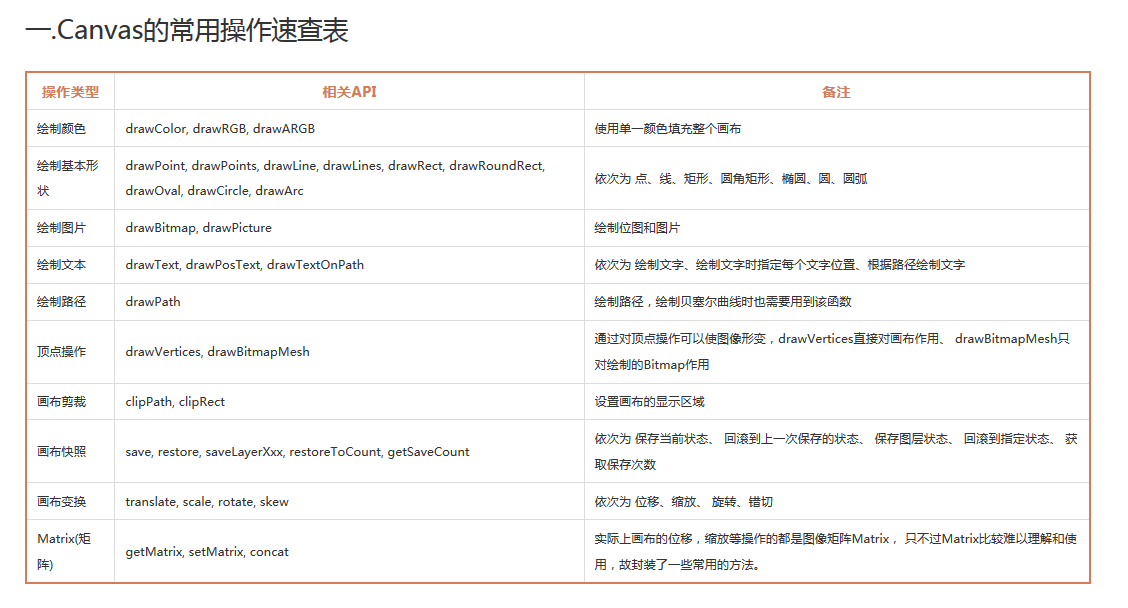 一.Canvas的常用操作速查表
操作类型 相关API 备注
绘制颜色 drawColor, drawRGB, drawARGB 使用单一颜色填充整个画布
绘制基本形
状
drawPoint, drawPoints, drawLine, drawLines, drawRect, drawRoundRect,
drawOval, drawCircle, drawArc
依次为 点、线、矩形、圆角矩形、椭圆、圆、圆弧
绘制图片 drawBitmap, drawPicture 绘制位图和图片
绘制文本 drawText, drawPosText, drawTextOnPath 依次为 绘制文字、绘制文字时指定每个文字位置、根据路径绘制文字
绘制路径 drawPath 绘制路径，绘制贝塞尔曲线时也需要用到该函数
顶点操作 drawVertices, drawBitmapMesh
通过对顶点操作可以使图像形变，drawVertices直接对画布作用、 drawBitmapMesh只
对绘制的Bitmap作用
画布剪裁 clipPath, clipRect 设置画布的显示区域
画布快照 save, restore, saveLayerXxx, restoreToCount, getSaveCount
依次为 保存当前状态、 回滚到上一次保存的状态、 保存图层状态、 回滚到指定状态、 获
取保存次数
画布变换 translate, scale, rotate, skew 依次为 位移、缩放、 旋转、错切
Matrix(矩
阵)
getMatrix, setMatrix, concat
实际上画布的位移，缩放等操作的都是图像矩阵Matrix， 只不过Matrix比较难以理解和使
用，故封装了一些常用的方法。